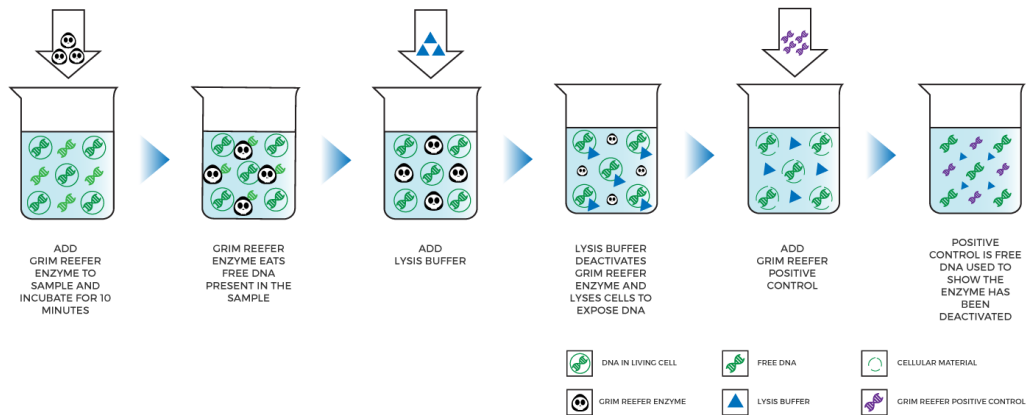 ADD
GRIM REEFER
ENZYME TO
SAMPLE AND
INCUBATE FOR 10
MINUTES
GRIM REEFER
ENZYME EATS
FREE DNA
PRESENT IN THE
SAMPLE
ADD
LYSIS BUFFER
LYSIS BUFFER
DEACTIVATES
GRIM REEFER
ENZYME AND
LYSES CELLS TO
EXPOSE DNA
ADD
GRIM REEFER
POSITIVE
CONTROL
POSITIVE
CONTROL IS FREE
DNA USED TO
SHOW THE
ENZYME HAS
BEEN
DEACTIVATED
DNA IN LIVING CELL
FREE DNA
CELLULAR MATERIAL
GRIM REEFER ENZYME
LYSIS BUFFER
GRIM REEFER POSITIVE CONTROL